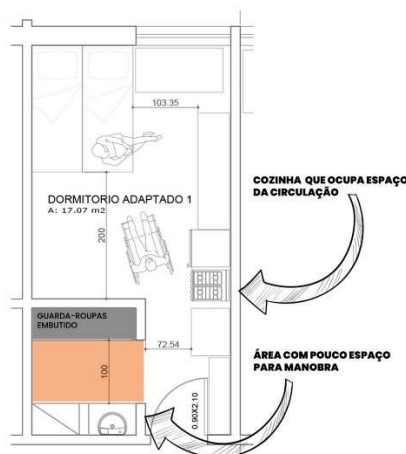 103.35
COZINHA QUE OCUPA ESPAÇO
DA CIRCULAÇÃO
DORMITORIO ADAPTADO 1
A: 17.07 m2
200
GUARDA-ROUPAS
EMBUTIDO
72.54
ÁREA COM POUCO ESPAÇO
PARA MANOBRA
100
0.90X2.10